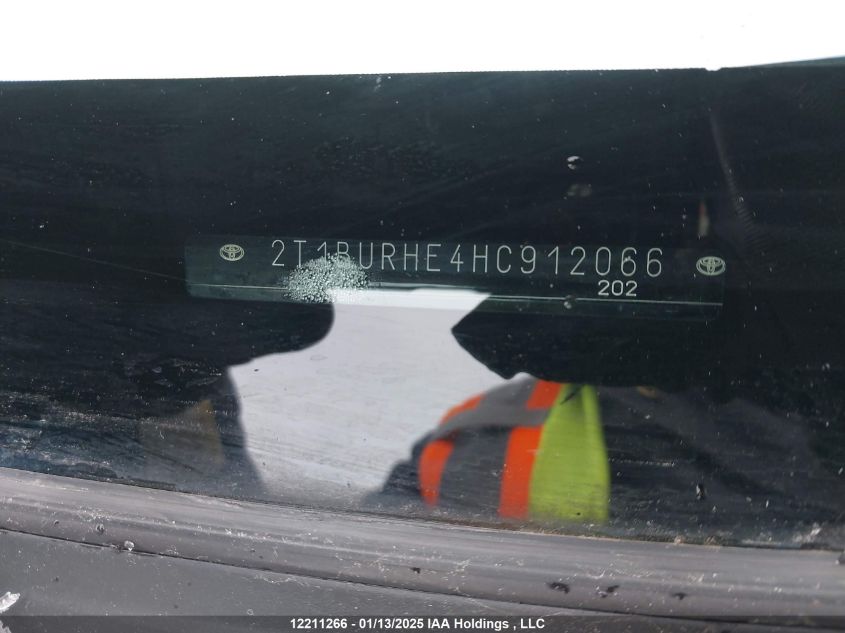 2T1BURHE4HC912066
202
12211266 - 01/13/2025 IAA Holdings , LLC